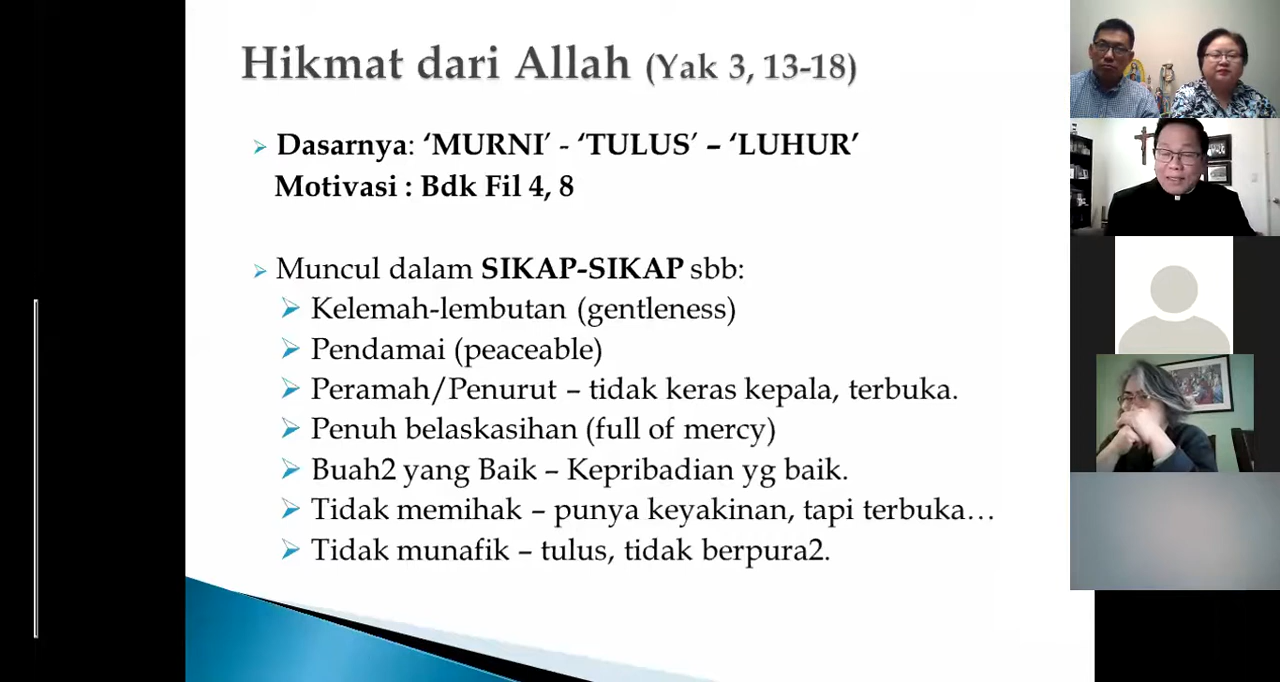 Hikmat dari Allah (Yak 3, 13-18)
Dasarnya: ‘MURNI’ - ‘TULUS’ – ‘LUHUR’
Motivasi : Bdk Fil 4, 8
Muncul dalam SIKAP-SIKAP sbb:
Kelemah-lembutan (gentleness)
Pendamai (peaceable)
Peramah/Penurut – tidak keras kepala, terbuka.
Penuh belaskasihan (full of mercy)
Buah2 yang Baik – Kepribadian yg baik.
Tidak memihak – punya keyakinan, tapi terbuka…
Tidak munafik – tulus, tidak berpura2.